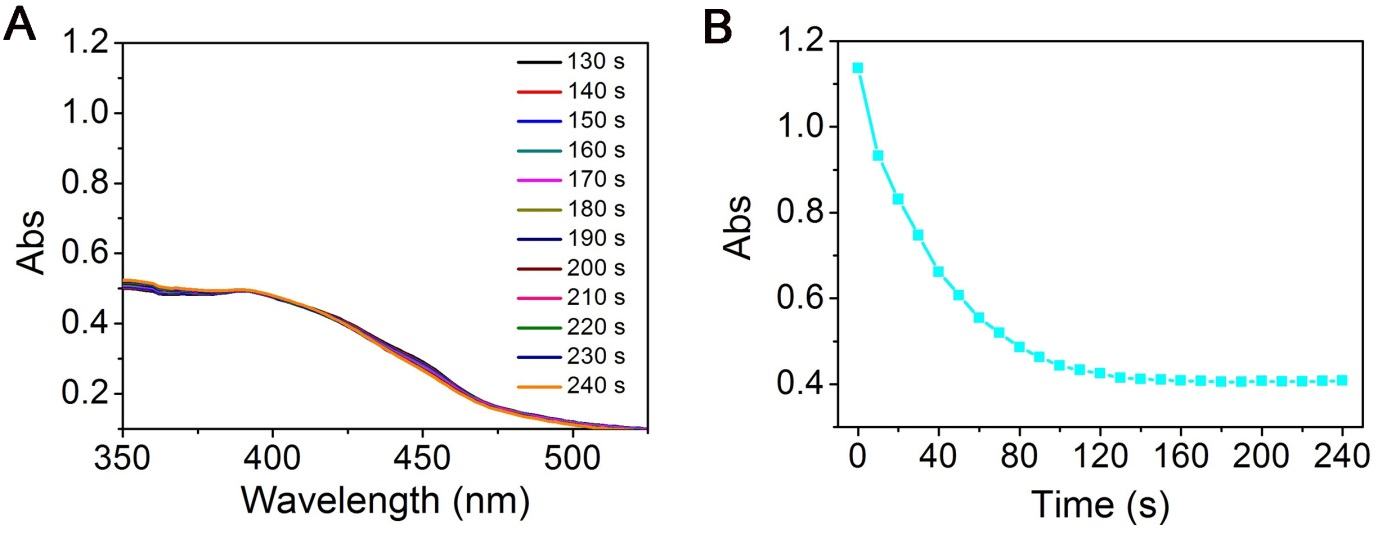 A
1.2
1.0
0.8
0.6
0.4
0.2
Abs
350
400
450
500
Wavelength (nm)
130 s
140 s
150 s
160 s
170 s
180 s
190 s
200 s
210 s
220 s
230 s
240 s
B
1.2
1.0
0.8
0.6
0.4
Abs
0
40
80
120
160
200
240
Time (s)